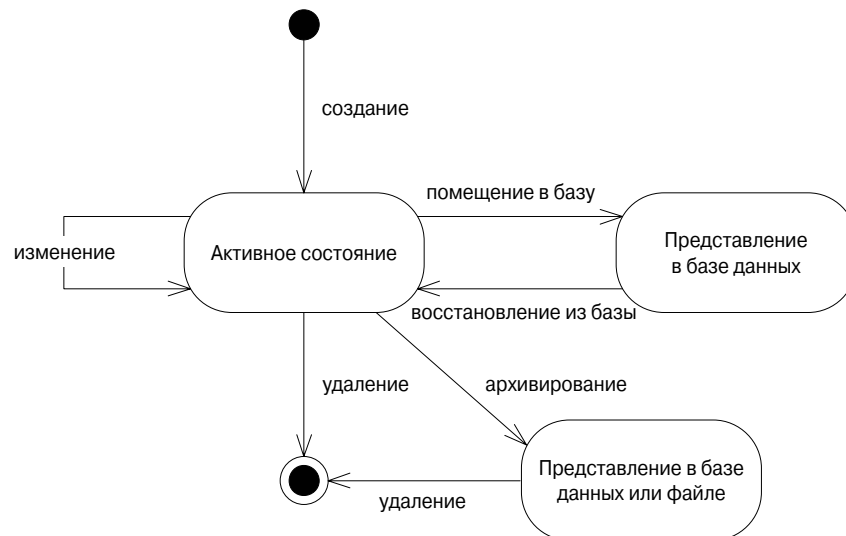 создание
помещение в базу
изменение
Активное состояние
Представление
в базе данных
восстановление из базы
удаление
архивирование
Представление в базе
данных или файле
удаление